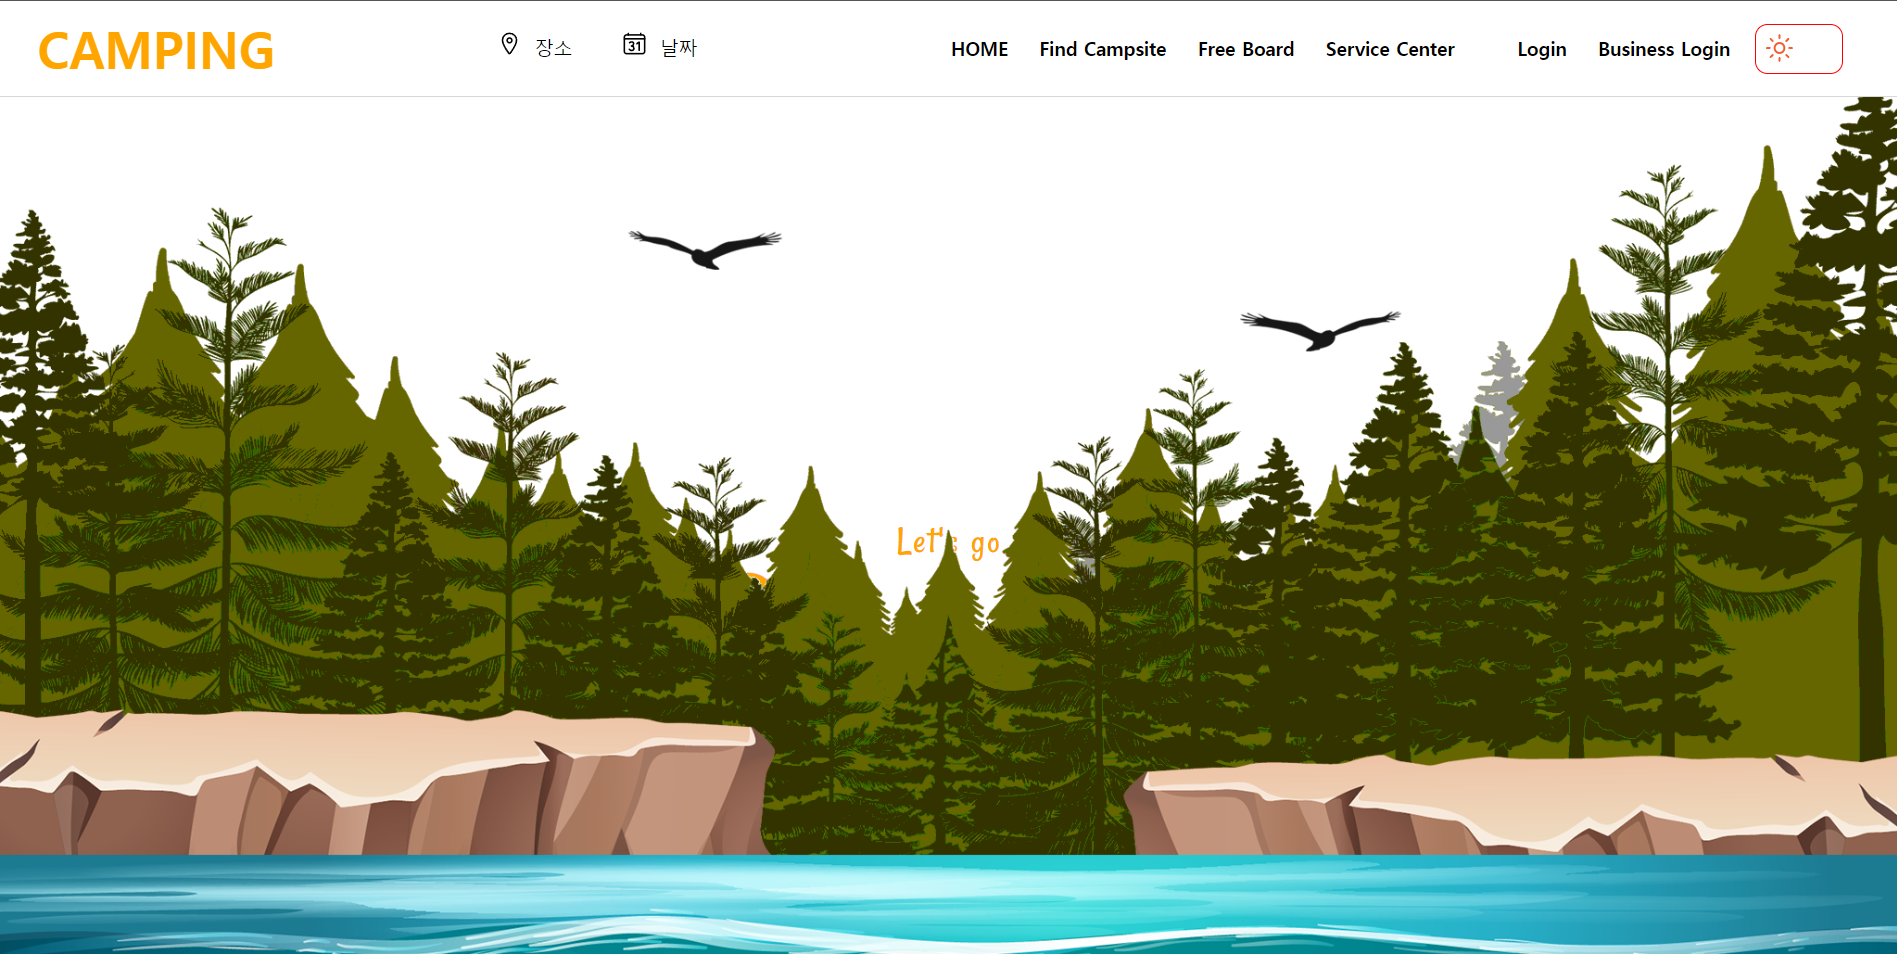 CAMPING
장소
31
날짜
HOME
Find Campsite
Free Board
Service Center
Login
Business Login
Let's go